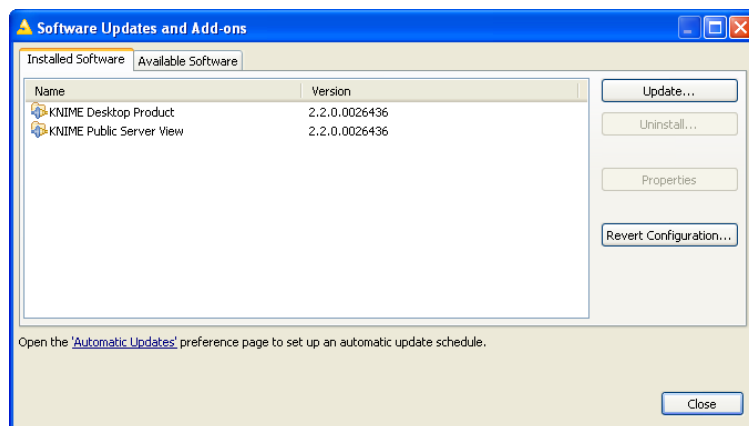 Software Updates and Add-ons
Installed Software Available Software
Name Version Update...
KNIME Desktop Product 2.2.0.0026436
KNIME Public Server View 2.2.0.0026436
Uninstall...
Properties
Revert Configuration...
Open the 'Automatic Updates' preference page to set up an automatic update schedule.
Close